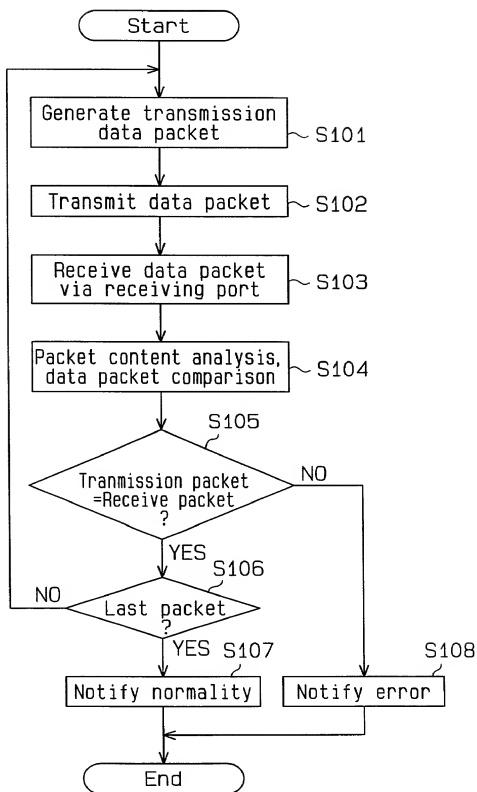 Start
Generate transmission
data packet
S101
Transmit data packet
S102
Receive data packet
via receiving port
S103
Packet content analysis,
data packet comparison
S104
S105
Tranmission packet
=Receive packet
?
NO
YES
S106
NO
Last packet
?
YES
S107
S108
Notify normality
Notify error
End